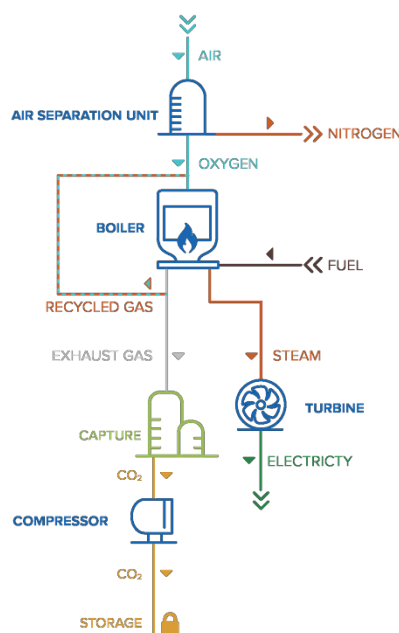 AIR
AIR SEPARATION UNIT
NITROGEN
OXYGEN
BOILER
FUEL
RECYCLED GAS
EXHAUST GAS
STEAM
TURBINE
CAPTURE
ELECTRICTY
CO₂
COMPRESSOR
CO₂
STORAGE